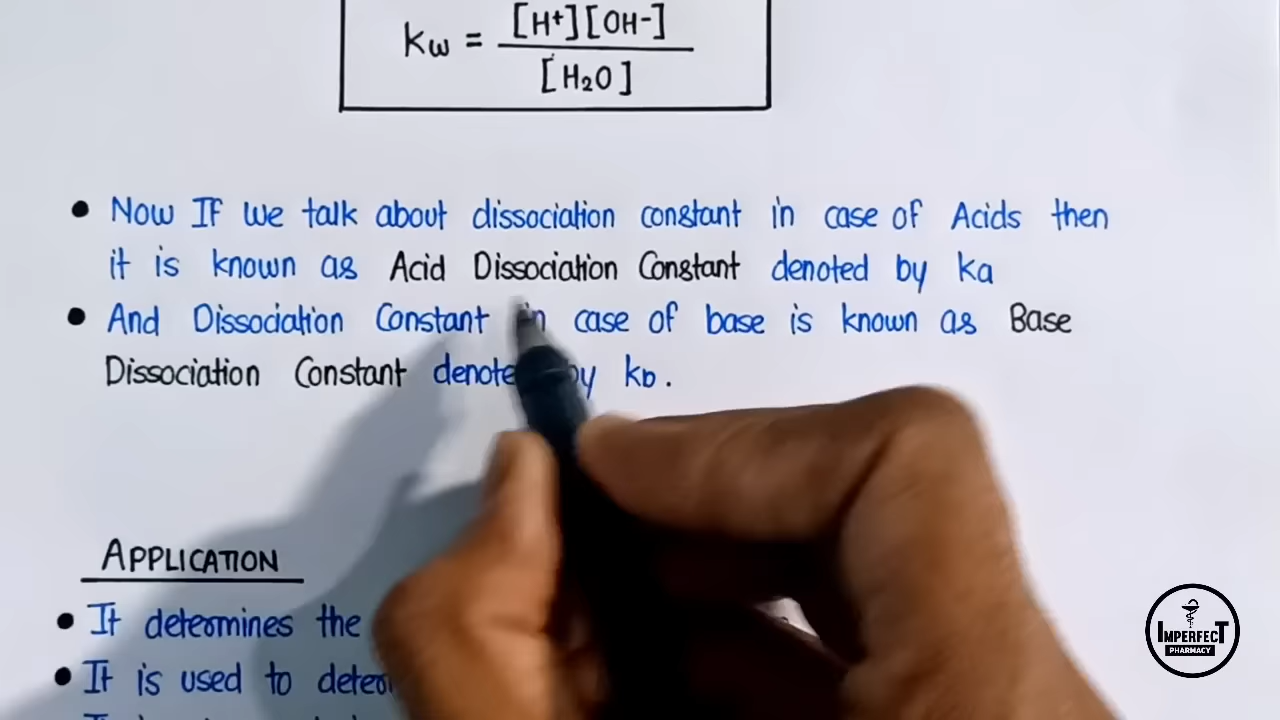 Kw = [H+][OH-]
[H₂O]
Now IF we talk about dissociation constant in case of Acids then
it is known as Acid Dissociation Constant denoted by ka
And Dissociation Constant in case of base is known as Base
Dissociation Constant by kb.
APPLICATION
It determines the
It is used to
IMPERFECT
PHARMACY